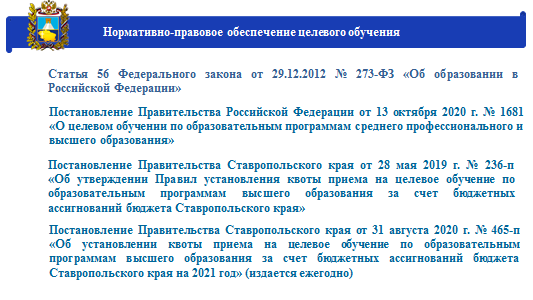 Нормативно-правовое обеспечение целевого обучения
Статья 56 Федерального закона от 29.12.2012 № 273-ФЗ «Об образовании в
Российской Федерации»
Постановление Правительства Российской Федерации от 13 октября 2020 г. № 1681
«О целевом обучении по образовательным программам среднего профессионального и
высшего образования»
Постановление Правительства Ставропольского края от 28 мая 2019 г. № 236-п
«Об утверждении Правил установления квоты приема на целевое обучение по
образовательным программам высшего образования за счет бюджетных
ассигнований бюджета Ставропольского края»
Постановление Правительства Ставропольского края от 31 августа 2020 г. № 465-п
«Об установлении квоты приема на целевое обучение по образовательным
программам высшего образования за счет бюджетных ассигнований бюджета
Ставропольского края на 2021 год» (издается ежегодно)